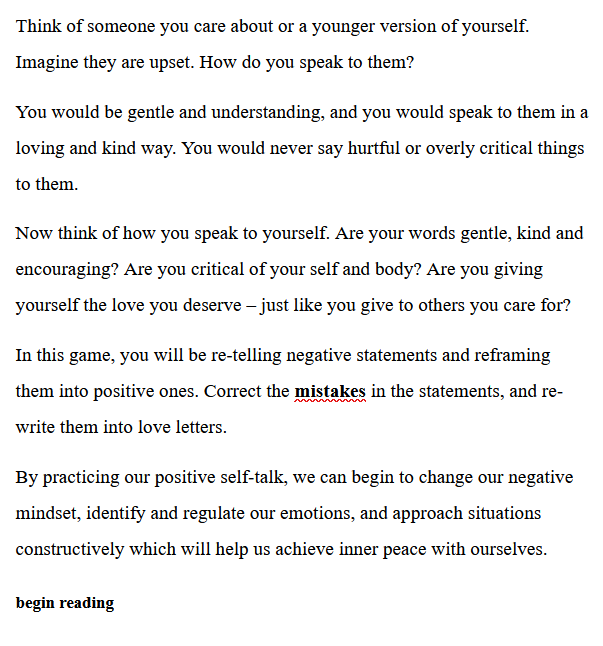 Think of someone you care about or a younger version of yourself.
Imagine they are upset. How do you speak to them?
You would be gentle and understanding, and you would speak to them in a
loving and kind way. You would never say hurtful or overly critical things
to them.
Now think of how you speak to yourself. Are your words gentle, kind and
encouraging? Are you critical of your self and body? Are you giving
yourself the love you deserve – just like you give to others you care for?
In this game, you will be re-telling negative statements and reframing
them into positive ones. Correct the mistakes in the statements, and re-
write them into love letters.
By practicing our positive self-talk, we can begin to change our negative
mindset, identify and regulate our emotions, and approach situations
constructively which will help us achieve inner peace with ourselves.
begin reading